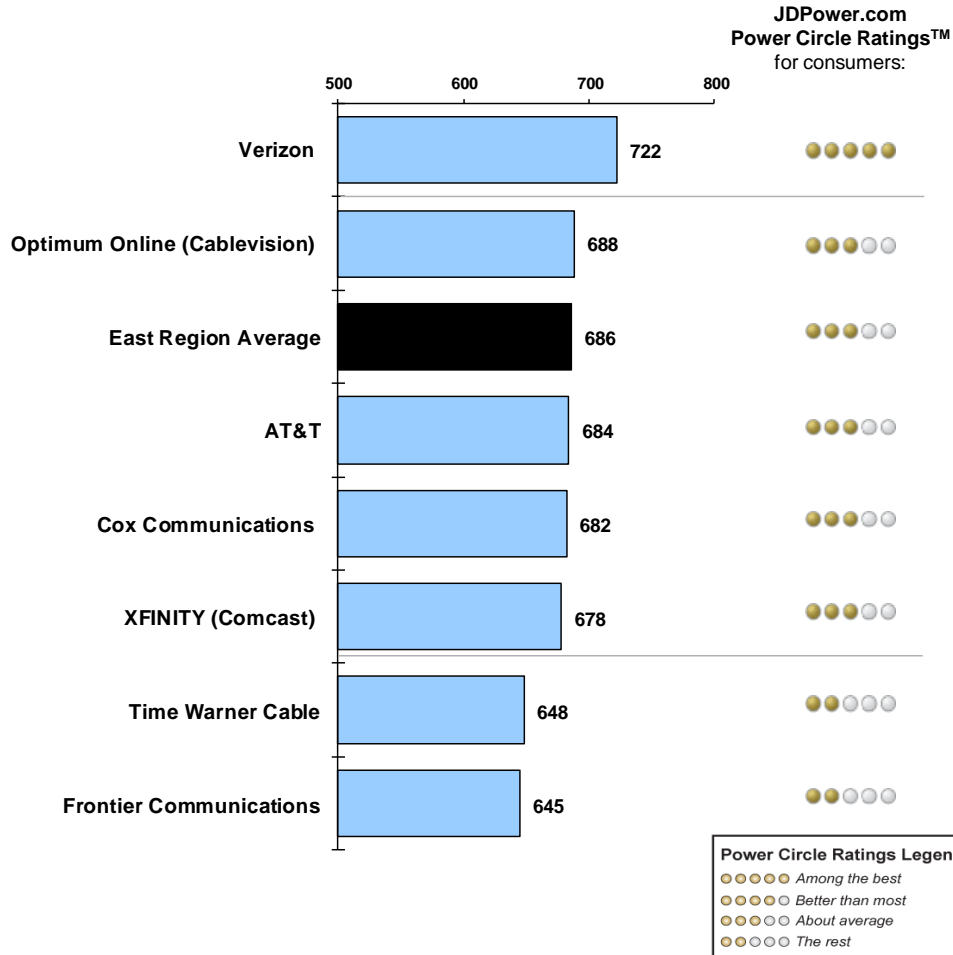 JDPower.com
Power Circle Ratings™
for consumers:
500 600 700 800
Verizon 722
Optimum Online (Cablevision) 688
East Region Average 686
AT&T 684
Cox Communications 682
XFINITY (Comcast) 678
Time Warner Cable 648
Frontier Communications 645
Power Circle Ratings Legen
Among the best
Better than most
About average
The rest